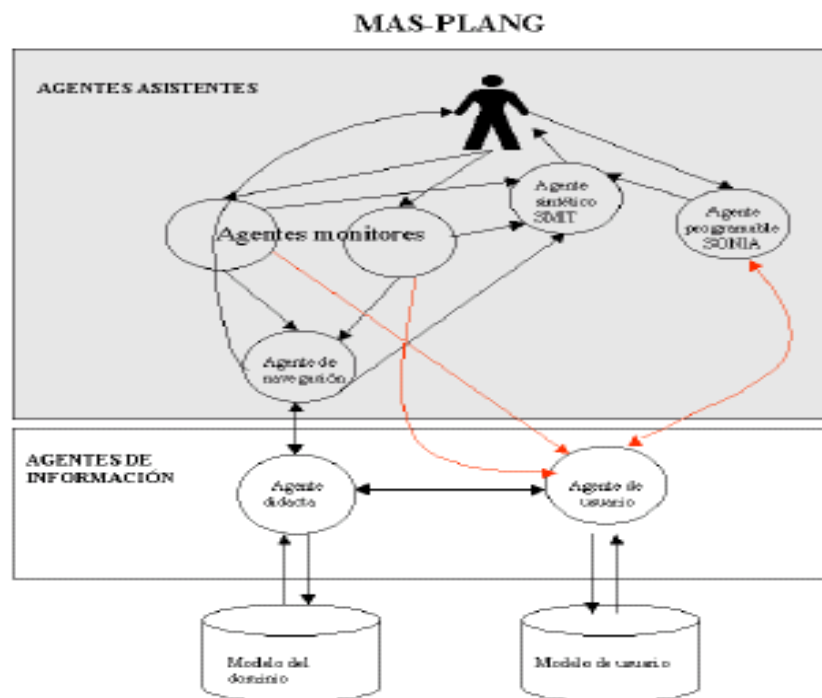 MAS-PLANG
AGENTES ASISTENTES
Agente
sintético
SMIT
Agente
programable
SONIA
Agentes monitores
Agente de
navegación
AGENTES DE
INFORMACIÓN
Agente
didacta
Agente de
usuario
Modelo del
dominio
Modelo de usuario